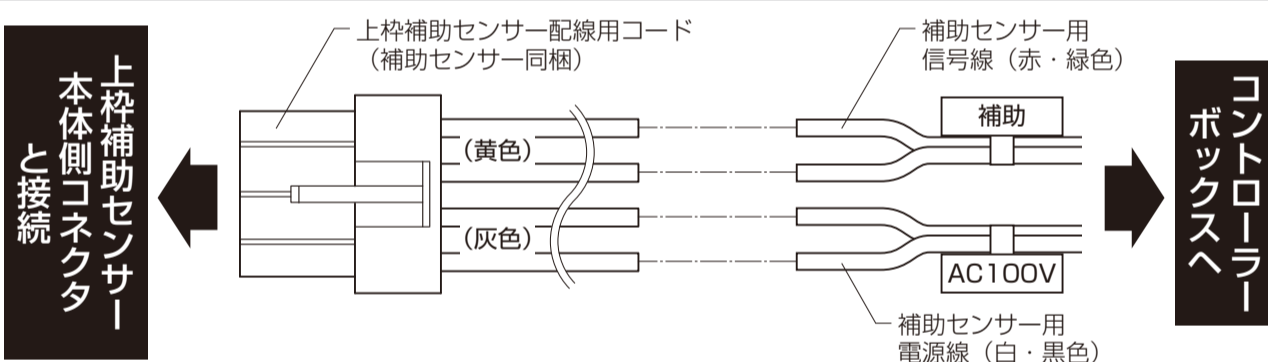 上枠補助センサー
本体側コネクタ
と接続
上枠補助センサー配線用コード
（補助センサー同梱）
(黄色)
(灰色)
補助センサー用
信号線（赤・緑色）
補助
AC100V
補助センサー用
電源線（白・黒色）
コントローラー
ボックスへ